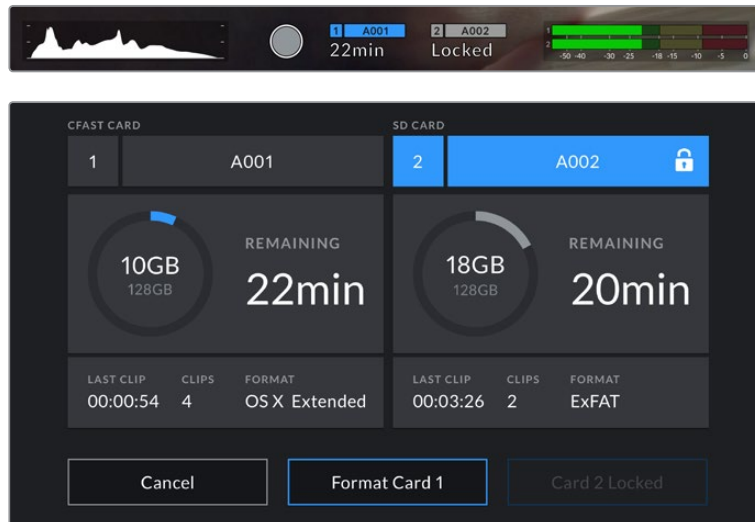 1 A001 2 A002
22min Locked
1
2
-50 -40 -30 -25 -18 -15 -10 -5 0
CFAST CARD SD CARD
1 A001 2 A002
10GB
128GB
REMAINING
22min
18GB
128GB
REMAINING
20min
LAST CLIP CLIPS FORMAT
00:00:54 4 OS X Extended
LAST CLIP CLIPS FORMAT
00:03:26 2 ExFAT
Cancel Format Card 1 Card 2 Locked